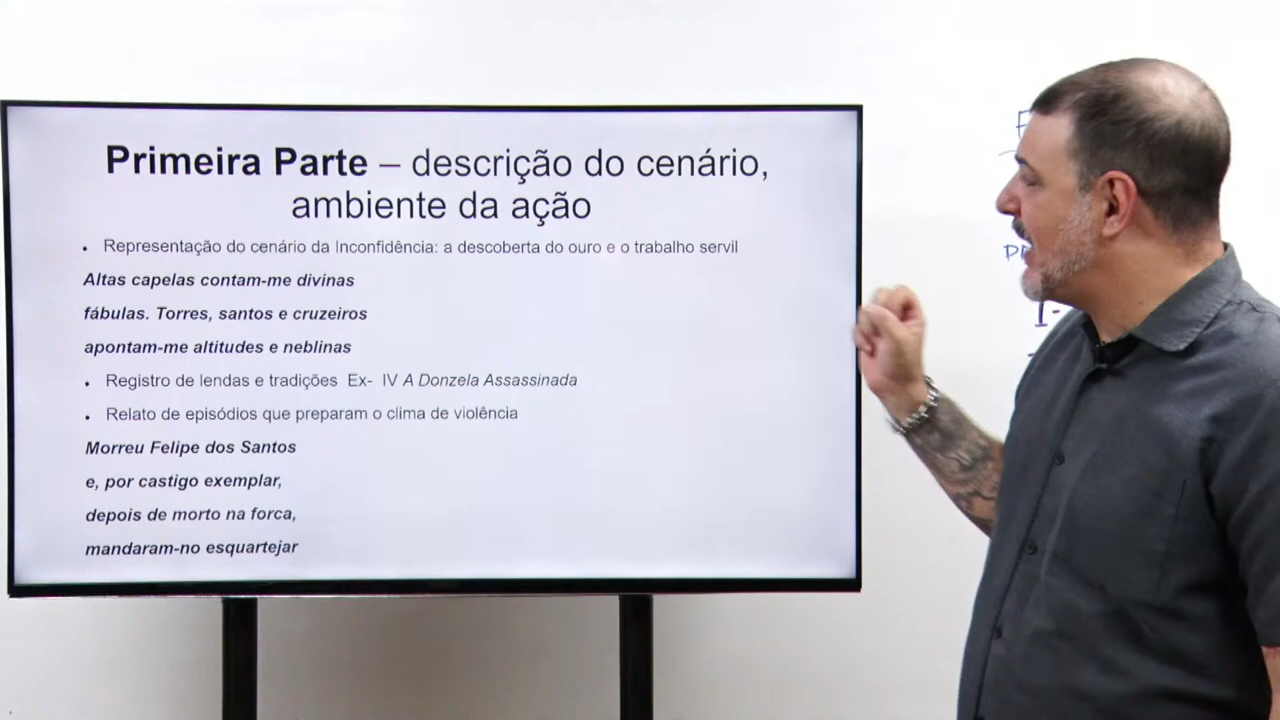 Primeira Parte – descrição do cenário,
ambiente da ação
• Representação do cenário da Inconfidência: a descoberta do ouro e o trabalho servil
Altas capelas contam-me divinas
fábulas. Torres, santos e cruzeiros
apontam-me altitudes e neblinas
• Registro de lendas e tradições Ex- IV A Donzela Assassinada
• Relato de episódios que preparam o clima de violência
Morreu Felipe dos Santos
e, por castigo exemplar,
depois de morto na forca,
mandaram-no esquartejar